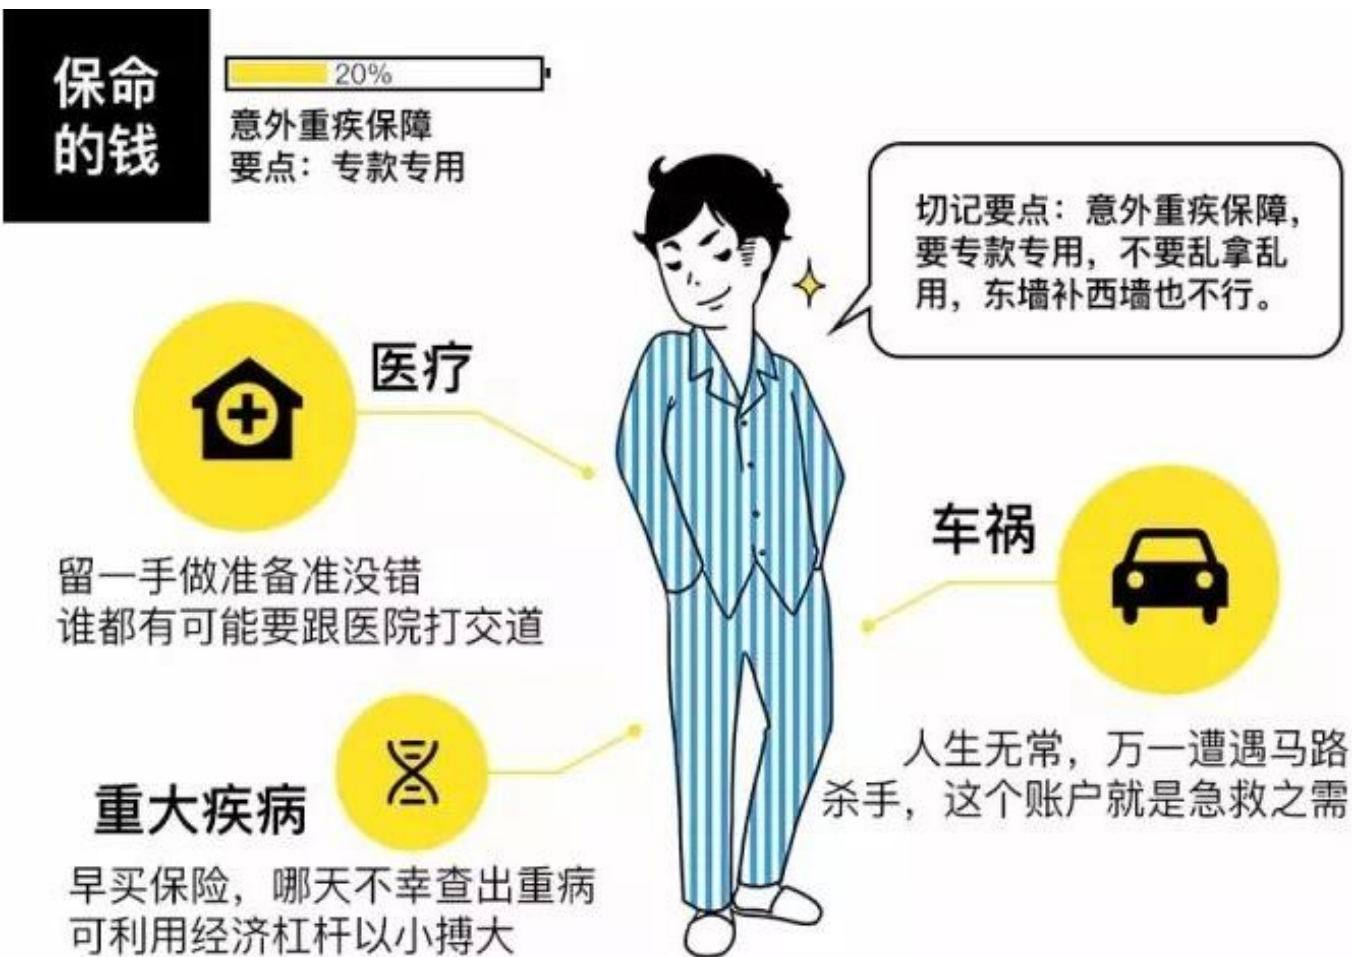 保命
的钱
20%
意外重疾保障
要点：专款专用
切记要点：意外重疾保障，
要专款专用，不要乱拿乱
用，东墙补西墙也不行。
医疗
留一手做准备准没错
谁都有可能要跟医院打交道
车祸
人生无常，万一遭遇马路
杀手，这个账户就是急救之需
重大疾病
早买保险，哪天不幸查出重病
可利用经济杠杆以小搏大